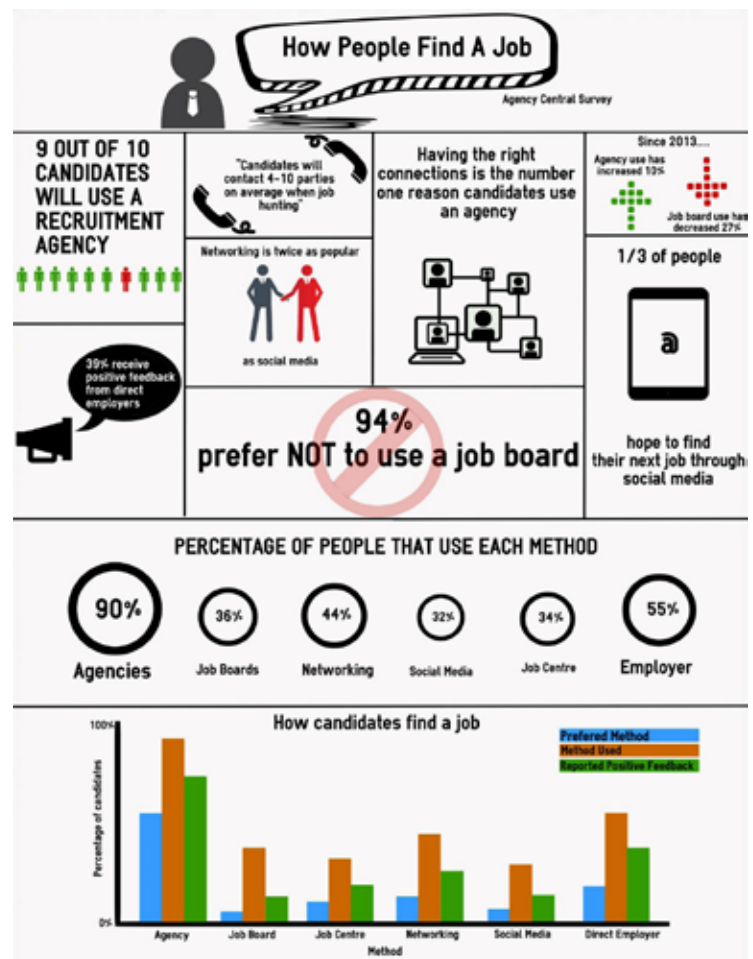 How People Find A Job
Agency Central Survey
9 OUT OF 10
CANDIDATES
WILL USE A
RECRUITMENT
AGENCY
"Candidates will
contact 4-10 parties
on average when job
hunting"
Having the right
connections is the number
one reason candidates use
an agency
Since 2013....
Agency use has
increased 10%
Job board use has
decreased 27%
Networking is twice as popular
as social media
1/3 of people
a
hope to find
their next job through
social media
39% receive
positive feedback
from direct
employers
94%
prefer NOT to use a job board
PERCENTAGE OF PEOPLE THAT USE EACH METHOD
90%
Agencies
36%
Job Boards
44%
Networking
32%
Social Media
34%
Job Centre
55%
Employer
How candidates find a job
100%
Percentage of candidates
0%
Prefered Method
Method Used
Reported Positive Feedback
Agency
Job Board
Job Centre
Networking
Social Media
Direct Employer
Method